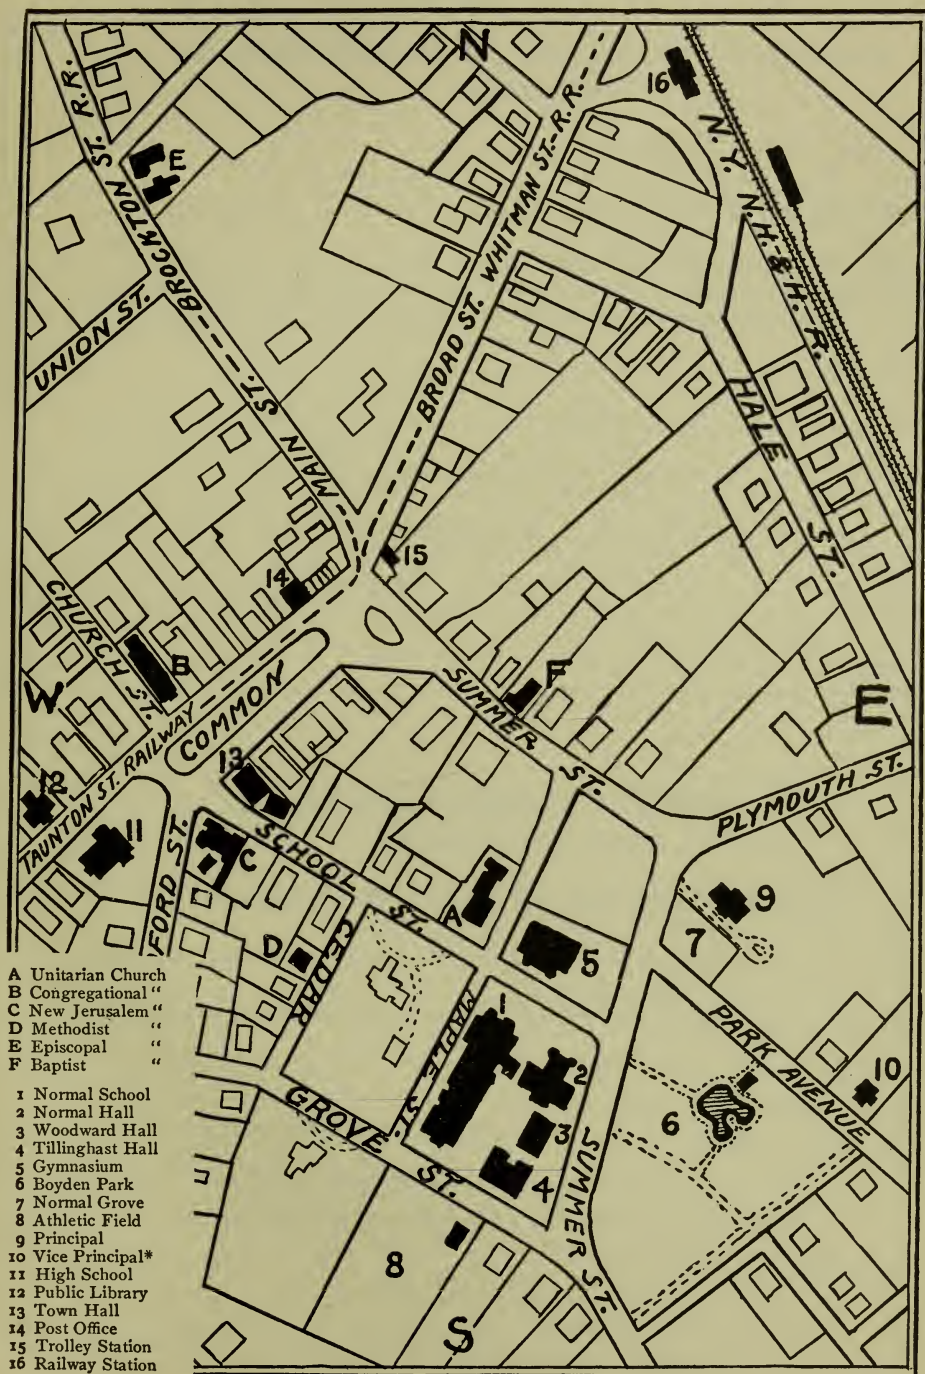 N
16
N. Y. N. H. & H. R. R.
BROCKTON ST. R.R.
E
WHITMAN ST. R.R.
BROAD ST.
UNION ST.
HALE ST.
MAIN ST.
15
14
CHURCH ST.
B
W
F
E
SUMMER ST.
COMMON
TAUNTON ST. RAILWAY
13
12
11
PLYMOUTH ST.
SCHOOL ST.
C
FORD ST.
A
9
7
5
D
CEDAR
1
MAPLE ST.
PARK AVENUE
2
10
6
3
GROVE ST.
4
SUMMER ST.
8
S
A Unitarian Church
B Congregational "
C New Jerusalem "
D Methodist "
E Episcopal "
F Baptist "
1 Normal School
2 Normal Hall
3 Woodward Hall
4 Tillinghast Hall
5 Gymnasium
6 Boyden Park
7 Normal Grove
8 Athletic Field
9 Principal
10 Vice Principal*
11 High School
12 Public Library
13 Town Hall
14 Post Office
15 Trolley Station
16 Railway Station